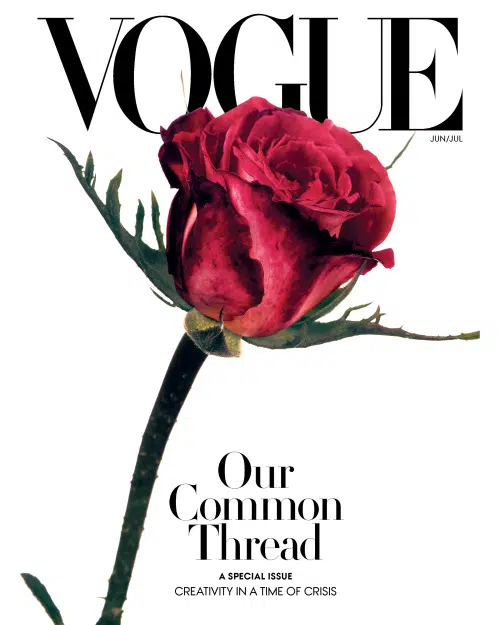 VOGUE
JUN/JUL
Our
Common
Thread
A SPECIAL ISSUE
CREATIVITY IN A TIME OF CRISIS